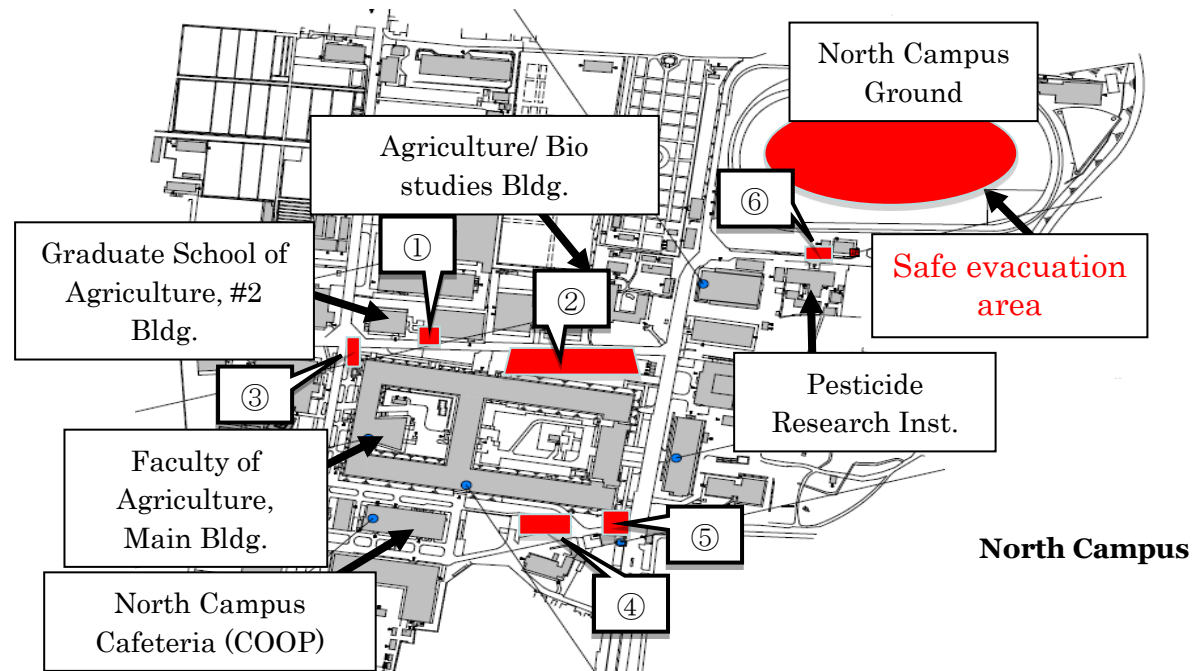 North Campus
Ground
Agriculture/ Bio
studies Bldg.
⑥
①
Graduate School of
Agriculture, #2
Bldg.
Safe evacuation
area
②
③
Pesticide
Research Inst.
Faculty of
Agriculture,
Main Bldg.
⑤
North Campus
④
North Campus
Cafeteria (COOP)